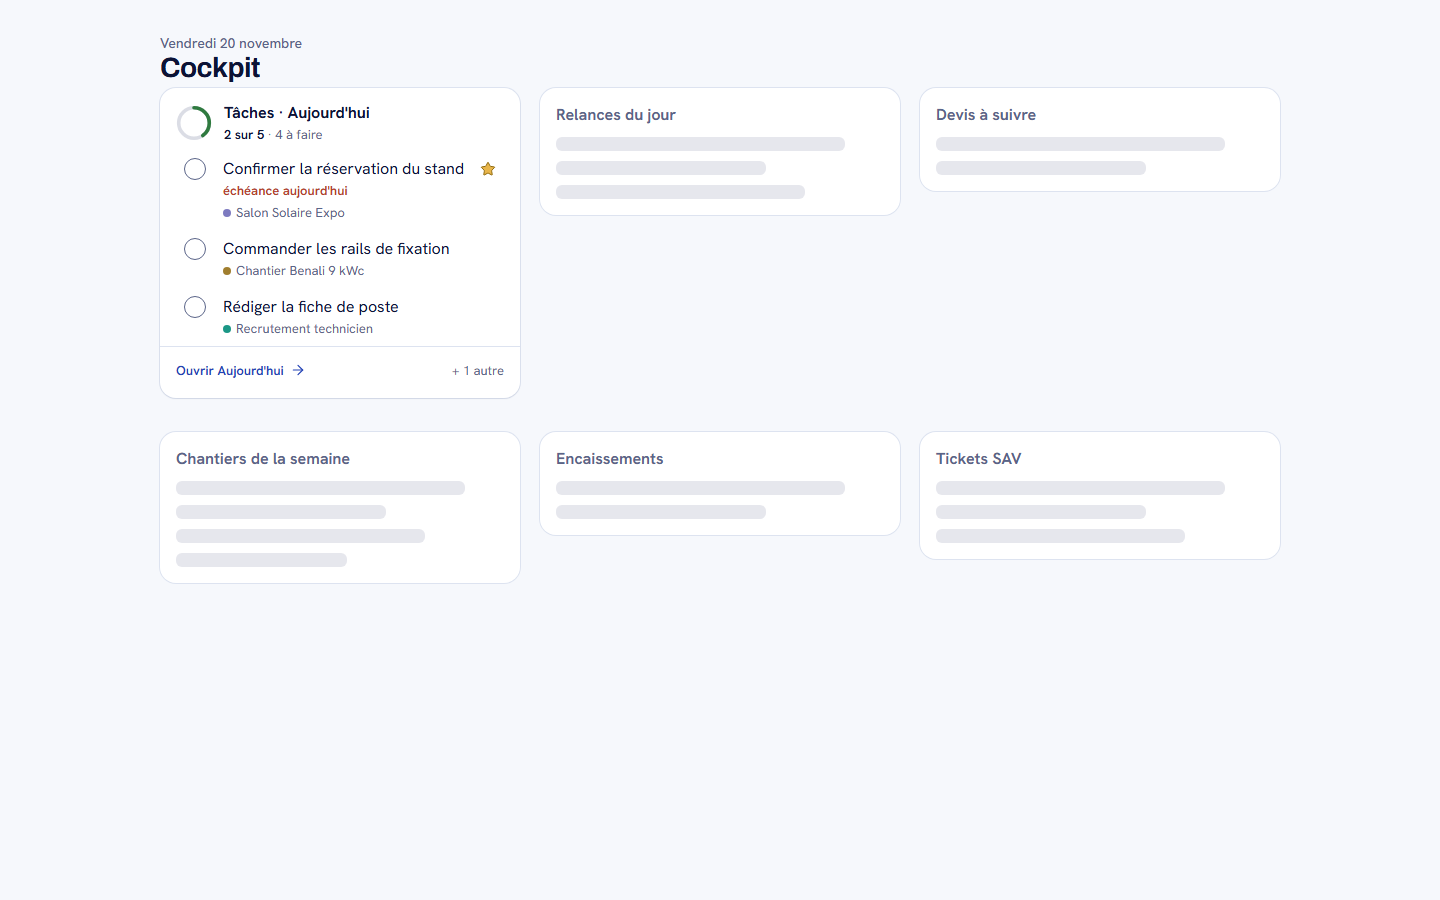 Vendredi 20 novembre
Cockpit
Tâches · Aujourd'hui
2 sur 5 · 4 à faire
Confirmer la réservation du stand
échéance aujourd'hui
Salon Solaire Expo
Commander les rails de fixation
Chantier Benali 9 kWc
Rédiger la fiche de poste
Recrutement technicien
Ouvrir Aujourd'hui →
+ 1 autre
Relances du jour
Devis à suivre
Chantiers de la semaine
Encaissements
Tickets SAV